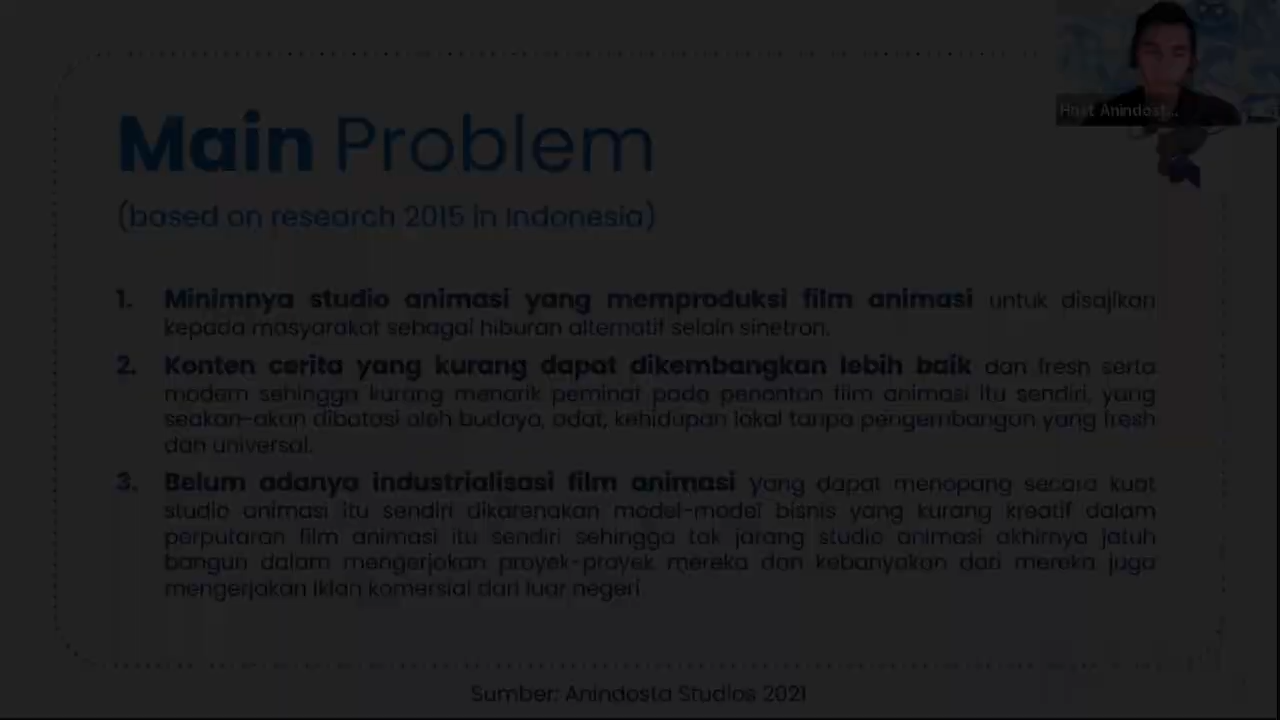 Host Anindost...
Main Problem
(based on research 2015 in Indonesia)
1. Minimnya studio animasi yang memproduksi film animasi untuk disajikan
kepada masyarakat sebagai hiburan alternatif selain sinetron.
2. Konten cerita yang kurang dapat dikembangkan lebih baik dan fresh serta
modern sehingga kurang menarik peminat pada penonton film animasi itu sendiri, yang
seakan-akan dibatasi oleh budaya, adat, kehidupan lokal tanpa pengembangan yang fresh
dan universal.
3. Belum adanya industrialisasi film animasi yang dapat menopang secara kuat
studio animasi itu sendiri dikarenakan model-model bisnis yang kurang kreatif dalam
perputaran film animasi itu sendiri sehingga tak jarang studio animasi akhirnya jatuh
bangun dalam mengerjakan proyek-proyek mereka dan kebanyakan dari mereka juga
mengerjakan iklan komersial dari luar negeri.
Sumber: Anindosta Studios 2021